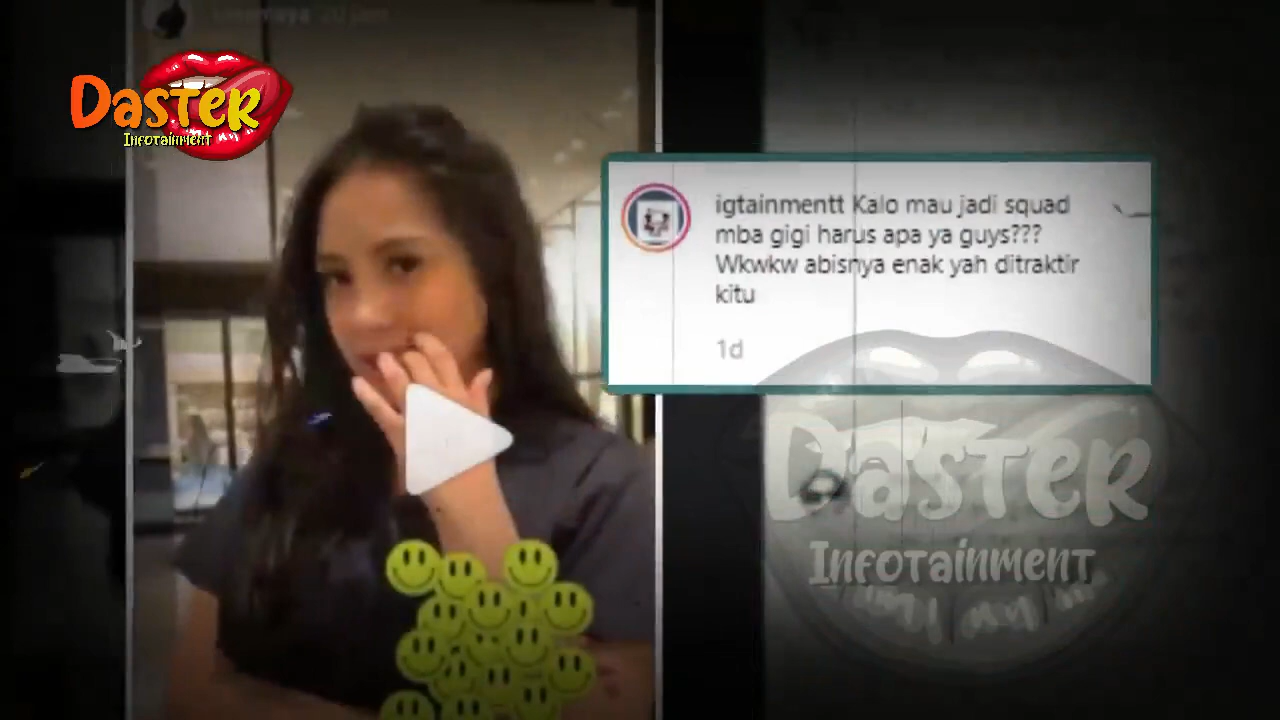 DASTER
INFOTAINMENT
igtainmentt Kalo mau jadi squad
mba gigi harus apa ya guys???
Wkwkw abisnya enak yah ditraktir
kitu
1d
DASTER
INFOTAINMENT